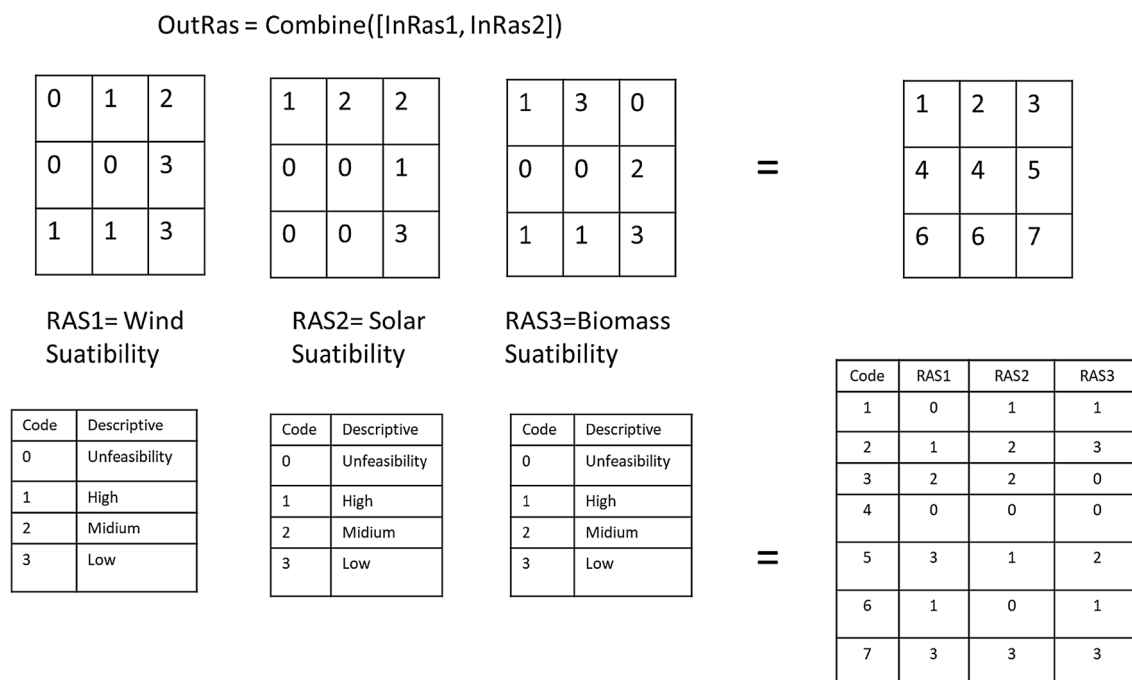 OutRas = Combine([InRas1, InRas2])
0 1 2
0 0 3
1 1 3
1 2 2
0 0 1
0 0 3
1 3 0
0 0 2
1 1 3
=
1 2 3
4 4 5
6 6 7
RAS1= Wind
Suatibility
RAS2= Solar
Suatibility
RAS3=Biomass
Suatibility
Code Descriptive
0 Unfeasibility
1 High
2 Midium
3 Low
Code Descriptive
0 Unfeasibility
1 High
2 Midium
3 Low
Code Descriptive
0 Unfeasibility
1 High
2 Midium
3 Low
=
Code RAS1 RAS2 RAS3
1 0 1 1
2 1 2 3
3 2 2 0
4 0 0 0
5 3 1 2
6 1 0 1
7 3 3 3